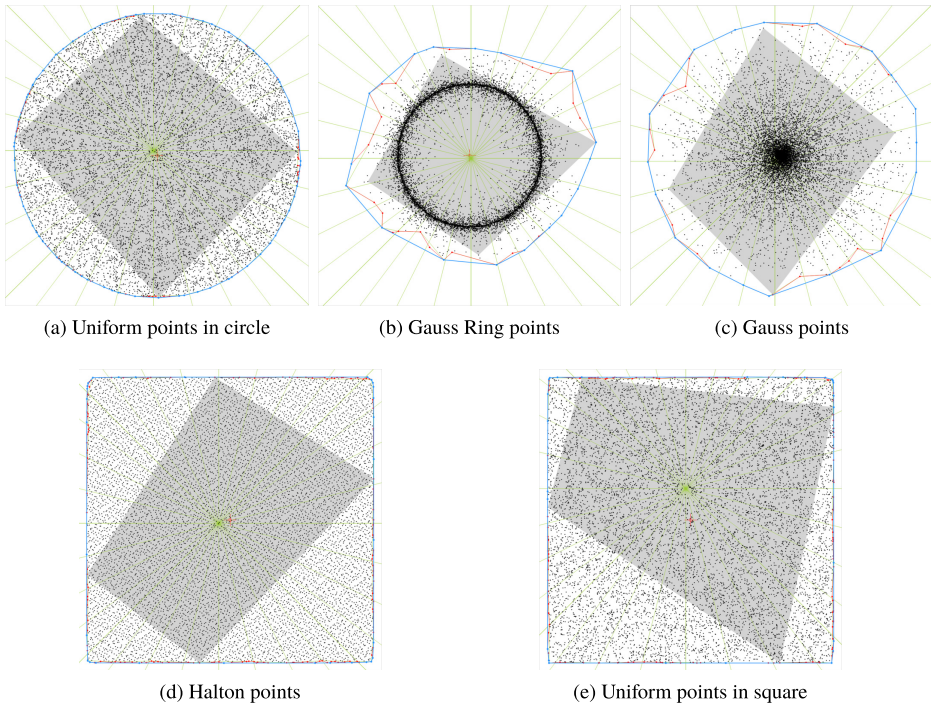 (a) Uniform points in circle
(b) Gauss Ring points
(c) Gauss points
(d) Halton points
(e) Uniform points in square